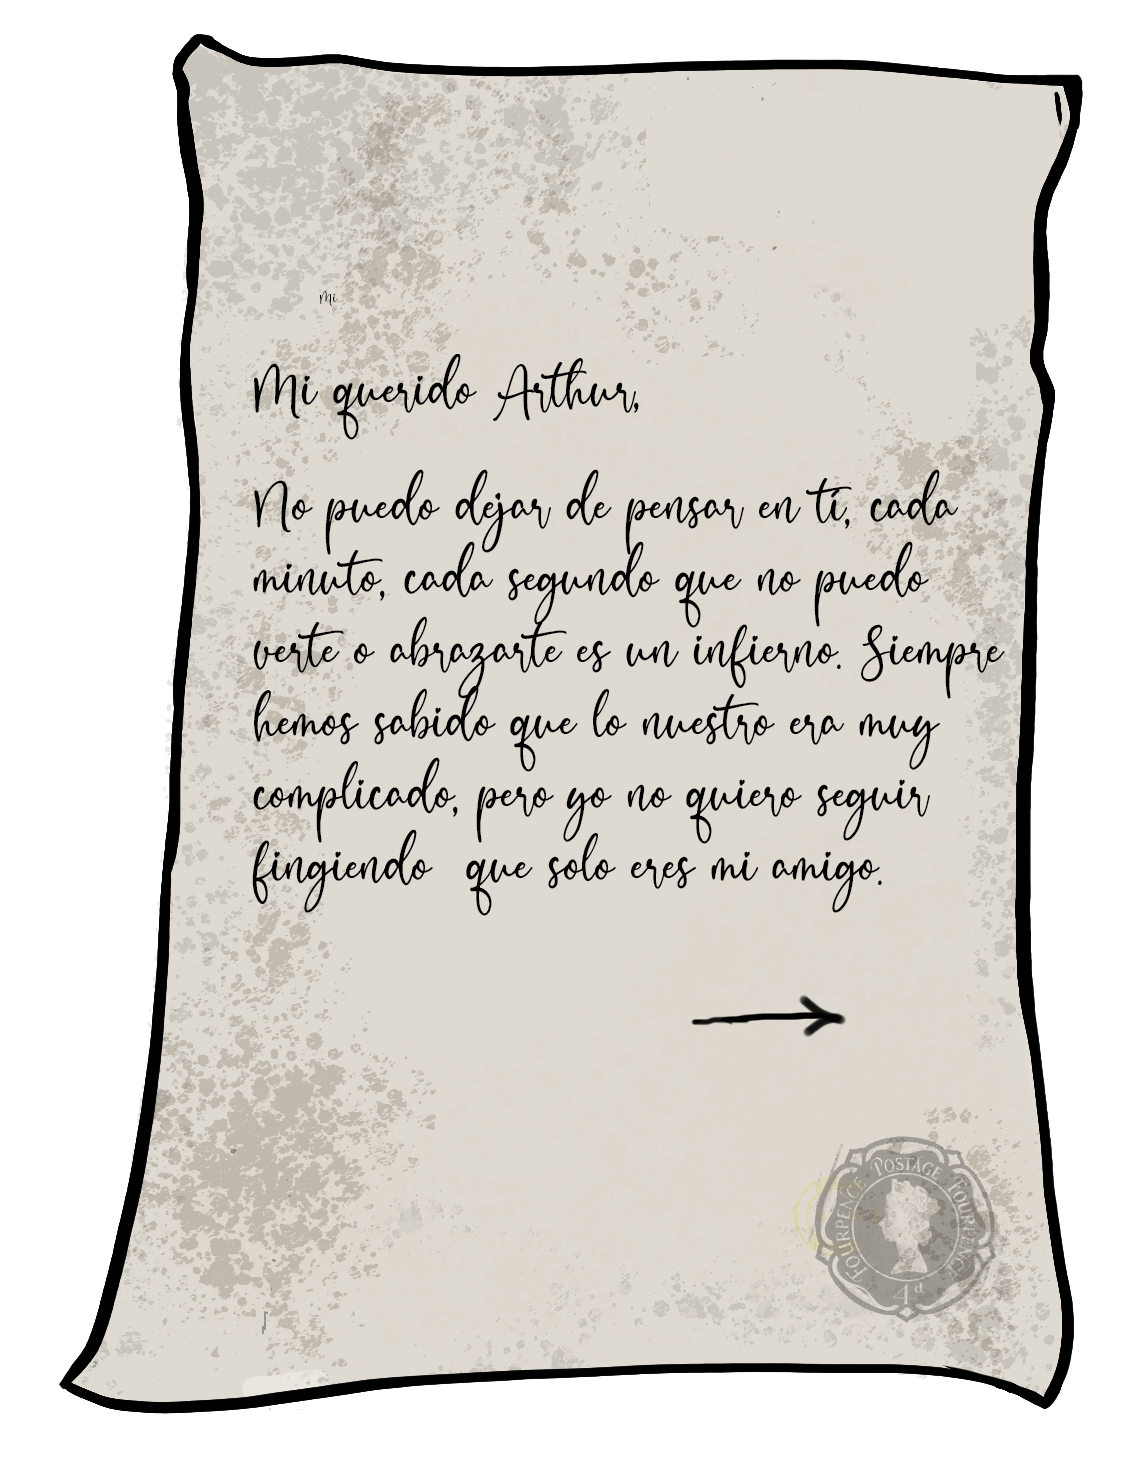 Mi
Mi querido Arthur,
No puedo dejar de pensar en tí, cada
minuto, cada segundo que no puedo
verte o abrazarte es un infierno. Siempre
hemos sabido que lo nuestro era muy
complicado, pero yo no quiero seguir
fingiendo que solo eres mi amigo.
FOURPENCE · POSTAGE · FOURPENCE
4d